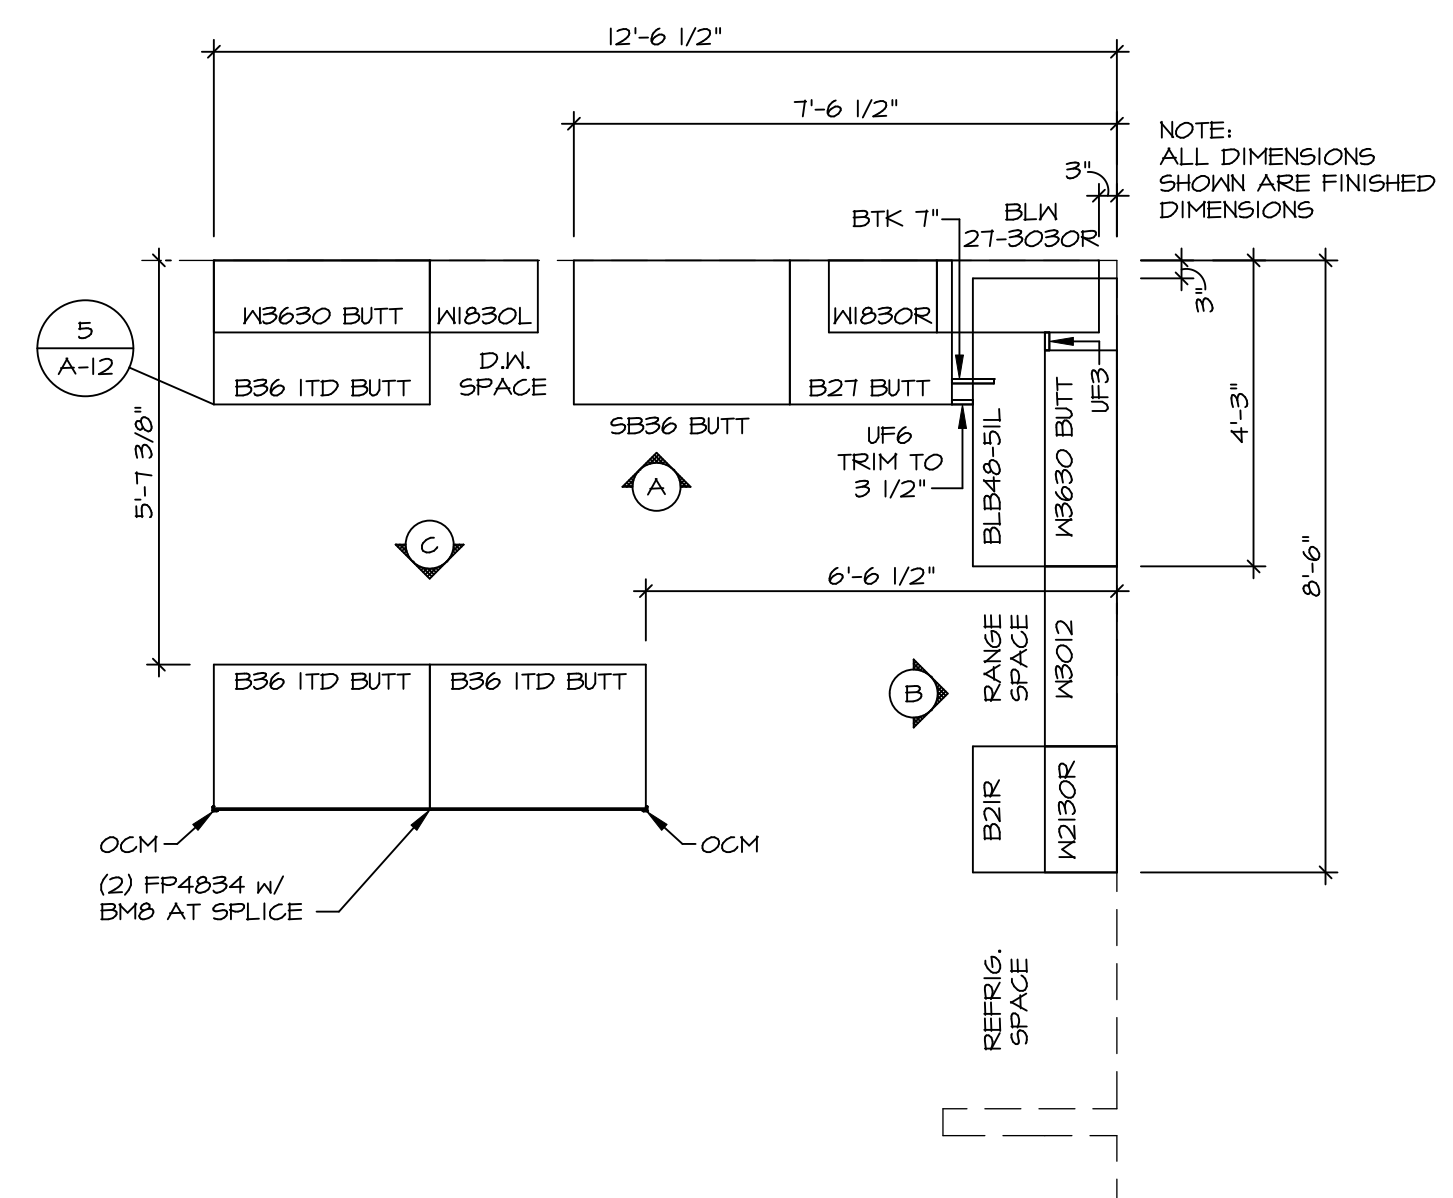 12'-6 1/2"
7'-6 1/2"
NOTE:
ALL DIMENSIONS
SHOWN ARE FINISHED
DIMENSIONS
3"
BTK 7"
BLW
27-3030R
3"
W3630 BUTT
W1830L
W1830R
5
A-12
D.W.
SPACE
B36 1TD BUTT
B27 BUTT
UF3
SB36 BUTT
UF6
TRIM TO
3 1/2"
BLB48-51L
W3630 BUTT
4'-3"
5'-7 3/8"
A
C
6'-6 1/2"
8'-6"
RANGE
SPACE
W3012
B36 1TD BUTT
B36 1TD BUTT
B
B21R
W2130R
OCM
OCM
(2) FP4834 W/
BM8 AT SPLICE
REFRIG.
SPACE